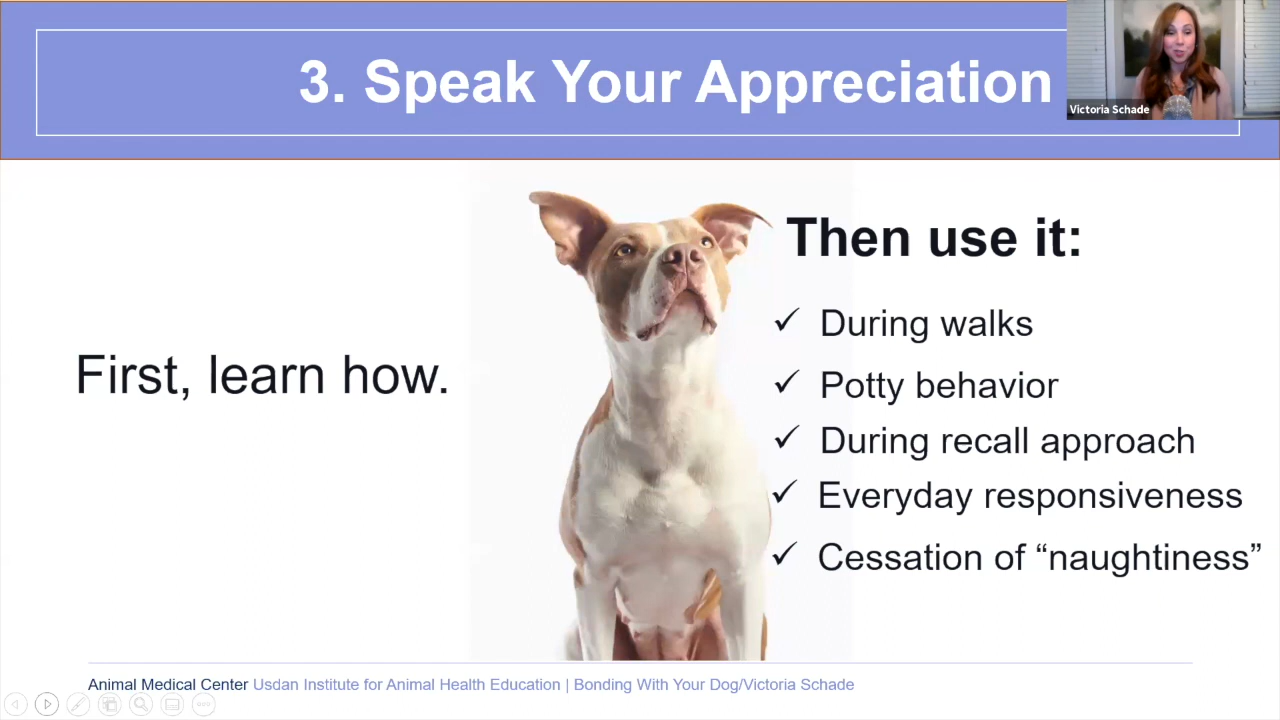 3. Speak Your Appreciation
Victoria Schade
First, learn how.
Then use it:
✓ During walks
✓ Potty behavior
✓ During recall approach
✓ Everyday responsiveness
✓ Cessation of “naughtiness”
Animal Medical Center Usdan Institute for Animal Health Education | Bonding With Your Dog/Victoria Schade